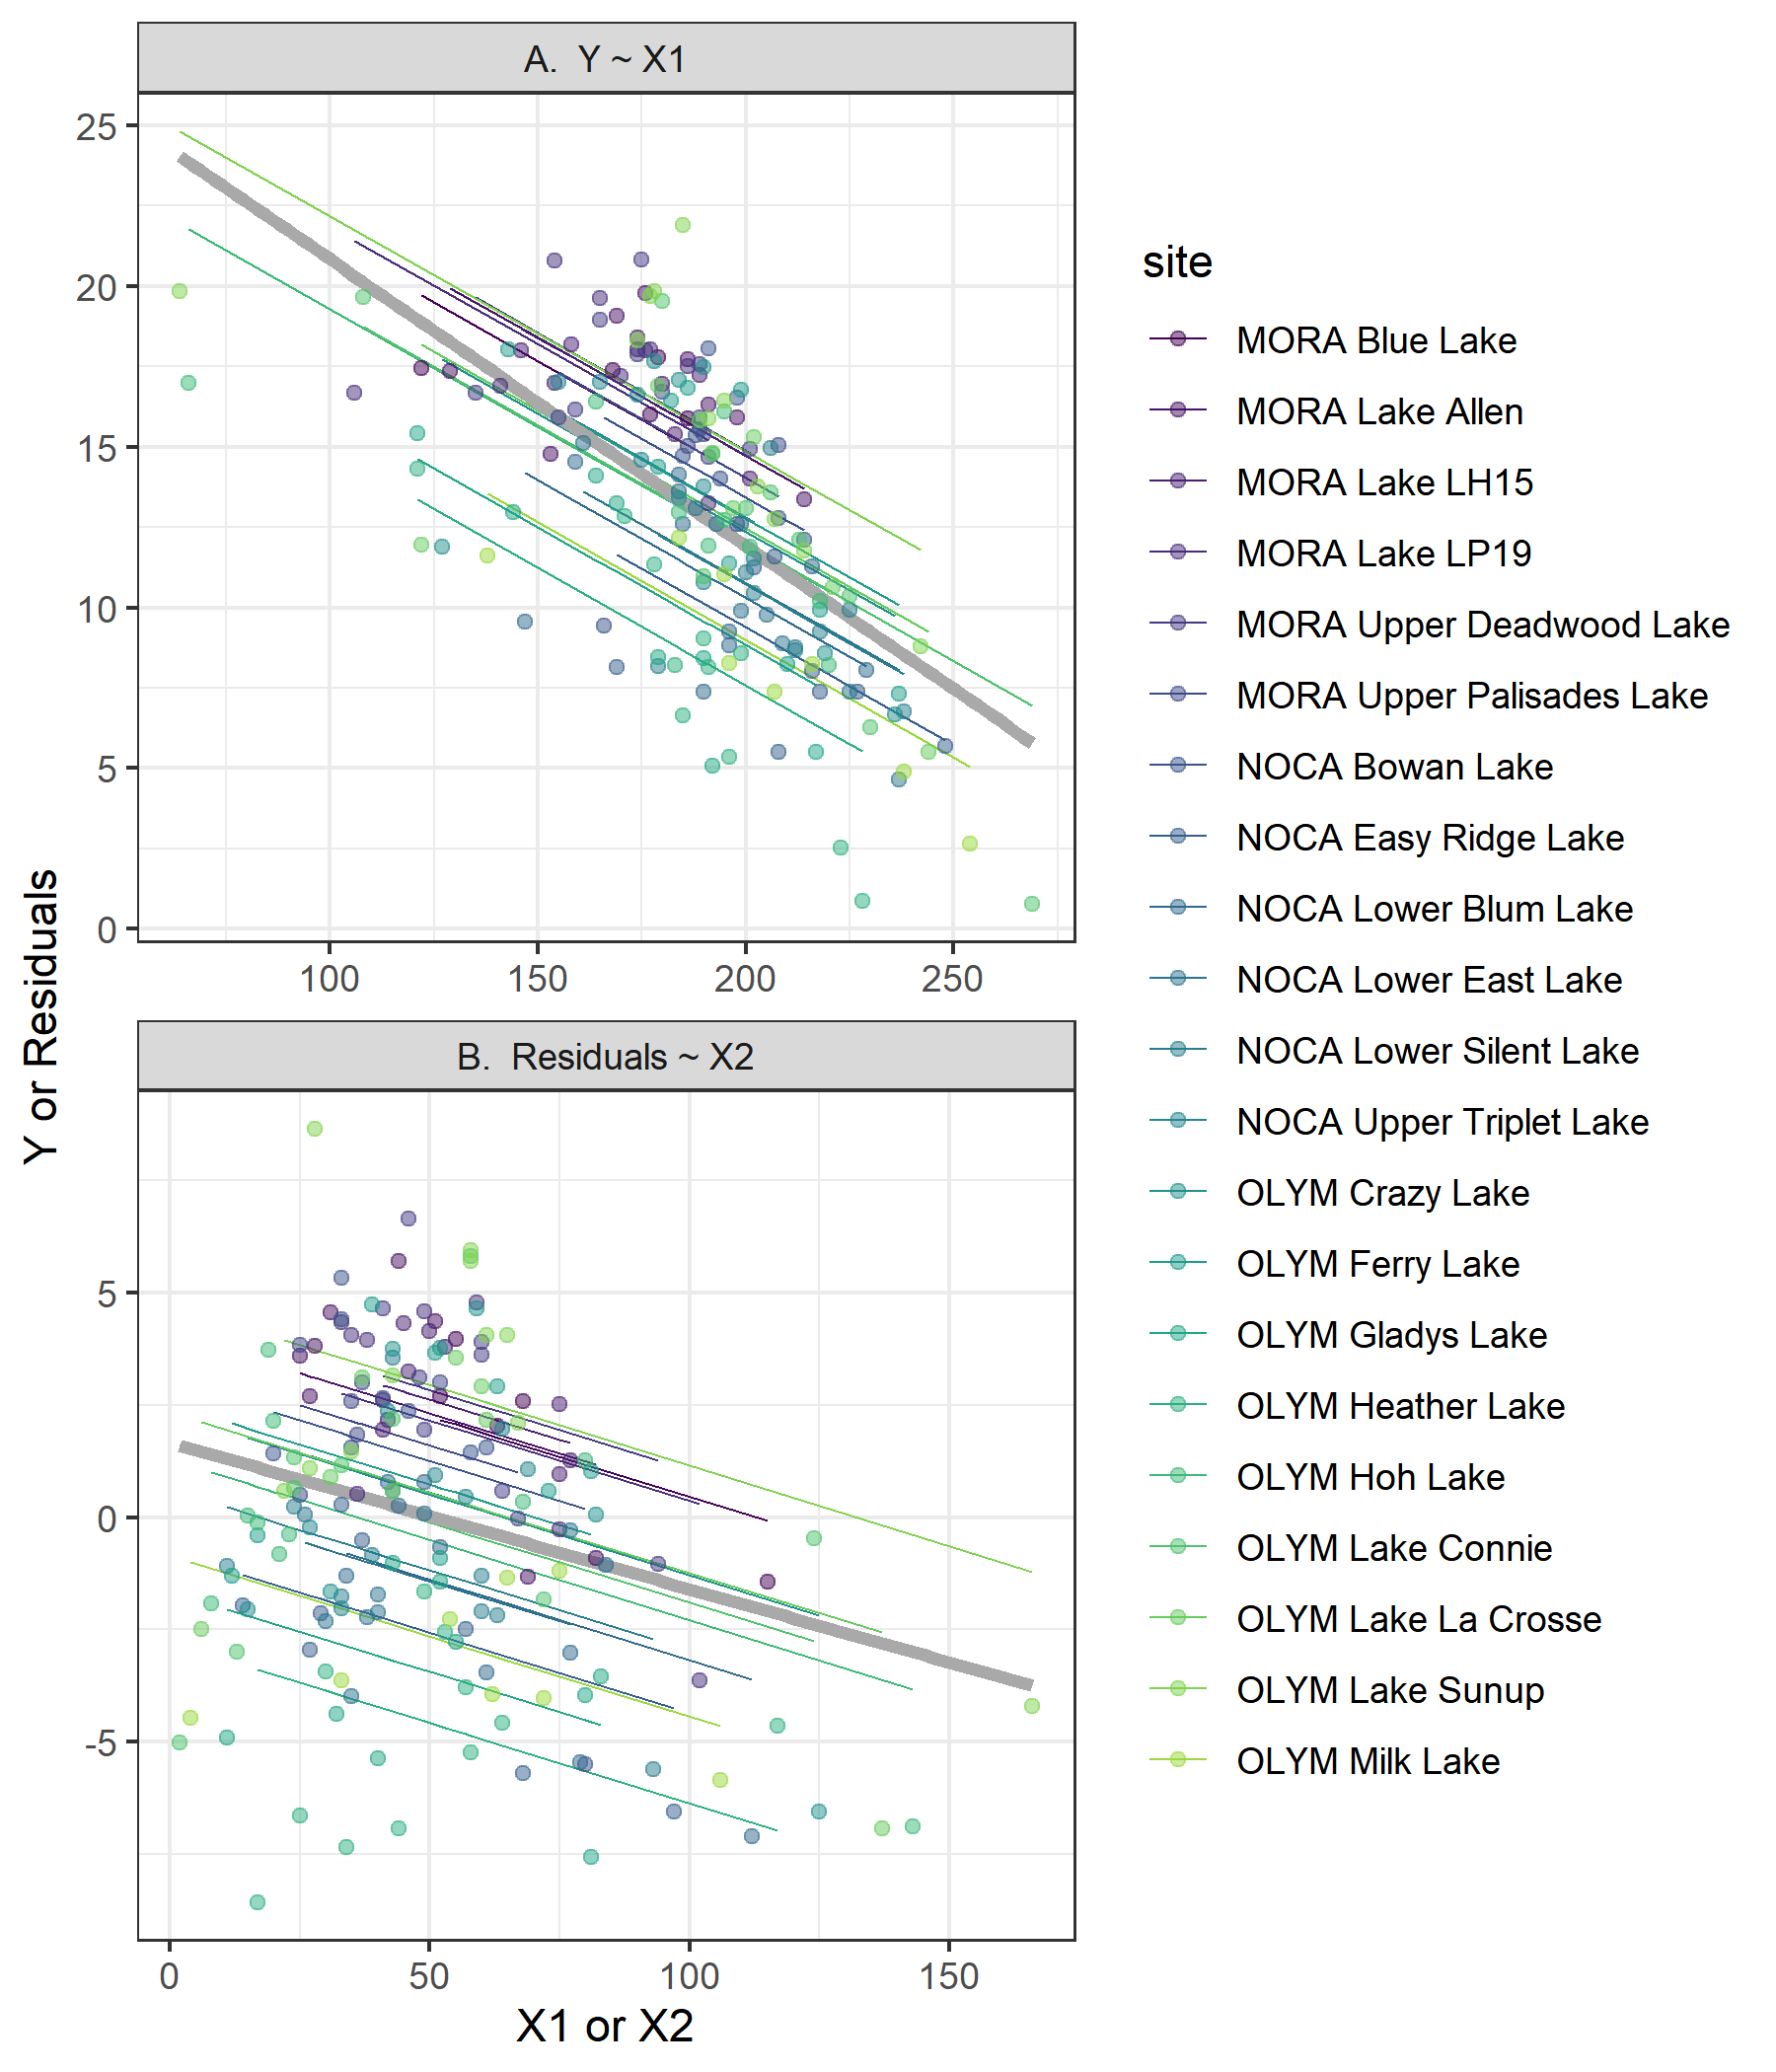 A.  Y ~ X1
25
20
15
10
5
0
100 150 200 250
Y or Residuals
B.  Residuals ~ X2
5
0
-5
0 50 100 150
X1 or X2
site
MORA Blue Lake
MORA Lake Allen
MORA Lake LH15
MORA Lake LP19
MORA Upper Deadwood Lake
MORA Upper Palisades Lake
NOCA Bowan Lake
NOCA Easy Ridge Lake
NOCA Lower Blum Lake
NOCA Lower East Lake
NOCA Lower Silent Lake
NOCA Upper Triplet Lake
OLYM Crazy Lake
OLYM Ferry Lake
OLYM Gladys Lake
OLYM Heather Lake
OLYM Hoh Lake
OLYM Lake Connie
OLYM Lake La Crosse
OLYM Lake Sunup
OLYM Milk Lake